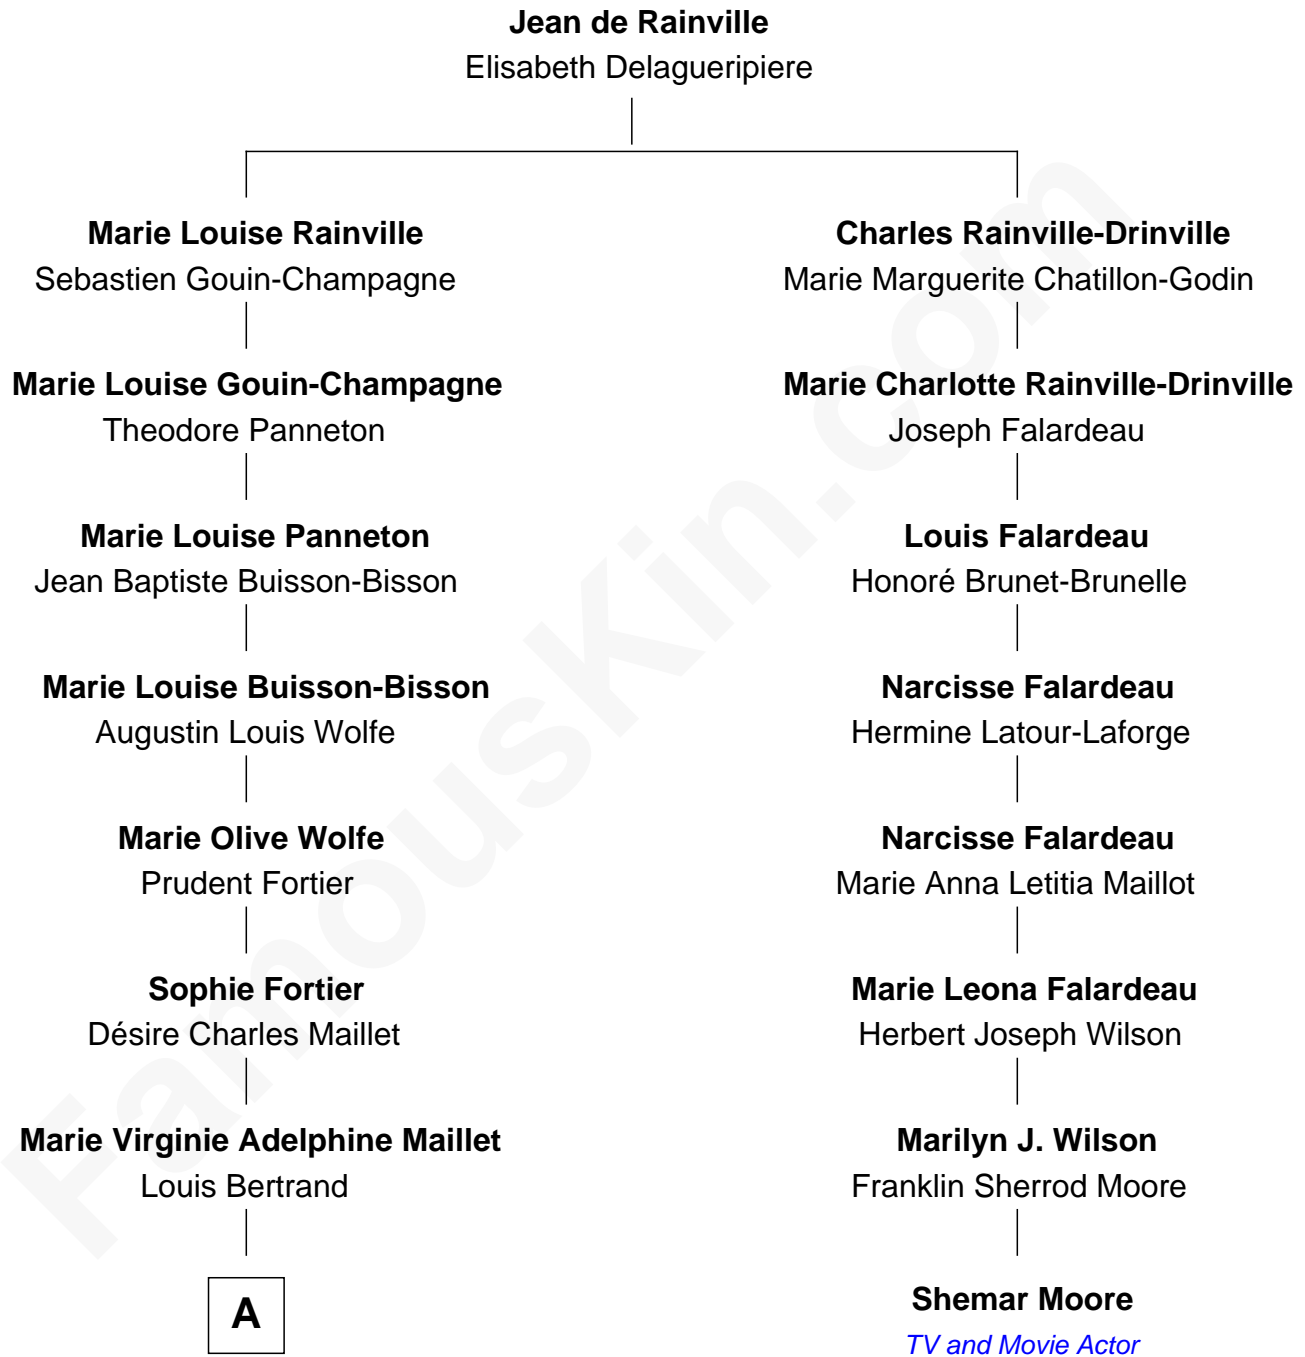 Jean de Rainville
Elisabeth Delagueripiere
Marie Louise Rainville
Sebastien Gouin-Champagne
Marie Louise Gouin-Champagne
Theodore Panneton
Marie Louise Panneton
Jean Baptiste Buisson-Bisson
Marie Louise Buisson-Bisson
Augustin Louis Wolfe
Marie Olive Wolfe
Prudent Fortier
Sophie Fortier
Désire Charles Maillet
Marie Virginie Adelphine Maillet
Louis Bertrand
A
Charles Rainville-Drinville
Marie Marguerite Chatillon-Godin
Marie Charlotte Rainville-Drinville
Joseph Falardeau
Louis Falardeau
Honoré Brunet-Brunelle
Narcisse Falardeau
Hermine Latour-Laforge
Narcisse Falardeau
Marie Anna Letitia Maillot
Marie Leona Falardeau
Herbert Joseph Wilson
Marilyn J. Wilson
Franklin Sherrod Moore
Shemar Moore
TV and Movie Actor
FamousKin.com